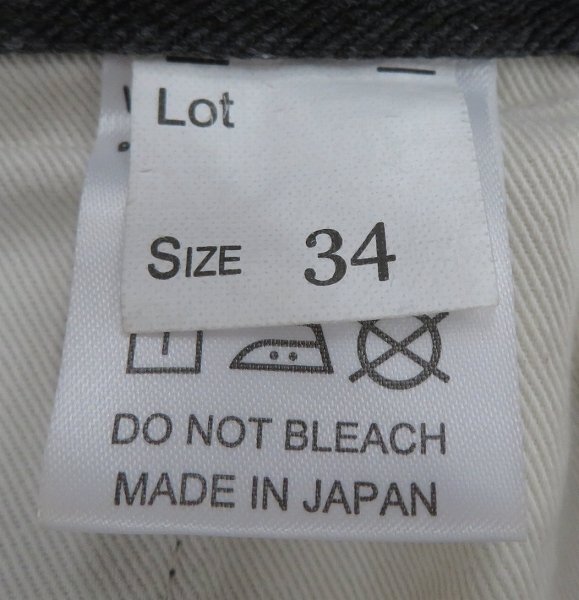 Lot
SIZE 34
DO NOT BLEACH
MADE IN JAPAN